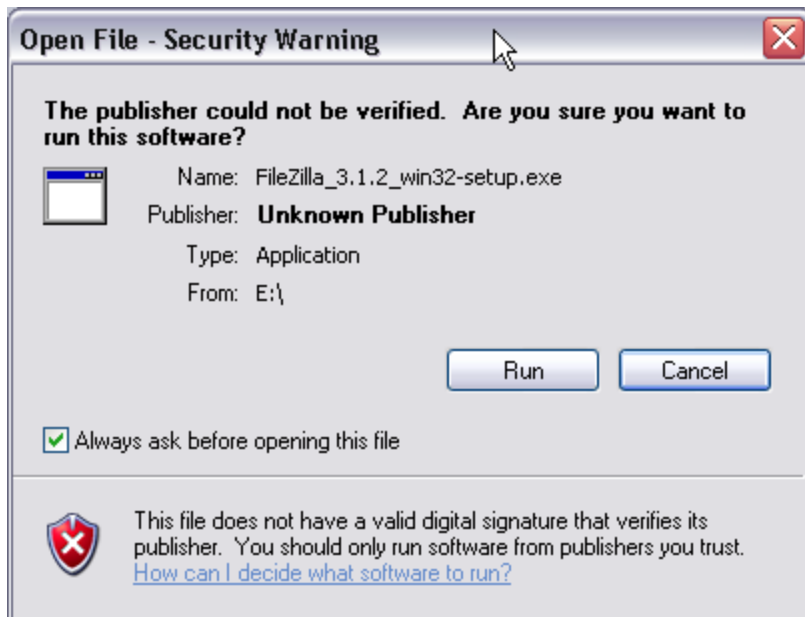 Open File - Security Warning
The publisher could not be verified.  Are you sure you want to
run this software?
Name: FileZilla_3.1.2_win32-setup.exe
Publisher: Unknown Publisher
Type: Application
From: E:\
Run Cancel
Always ask before opening this file
This file does not have a valid digital signature that verifies its
publisher.  You should only run software from publishers you trust.
How can I decide what software to run?